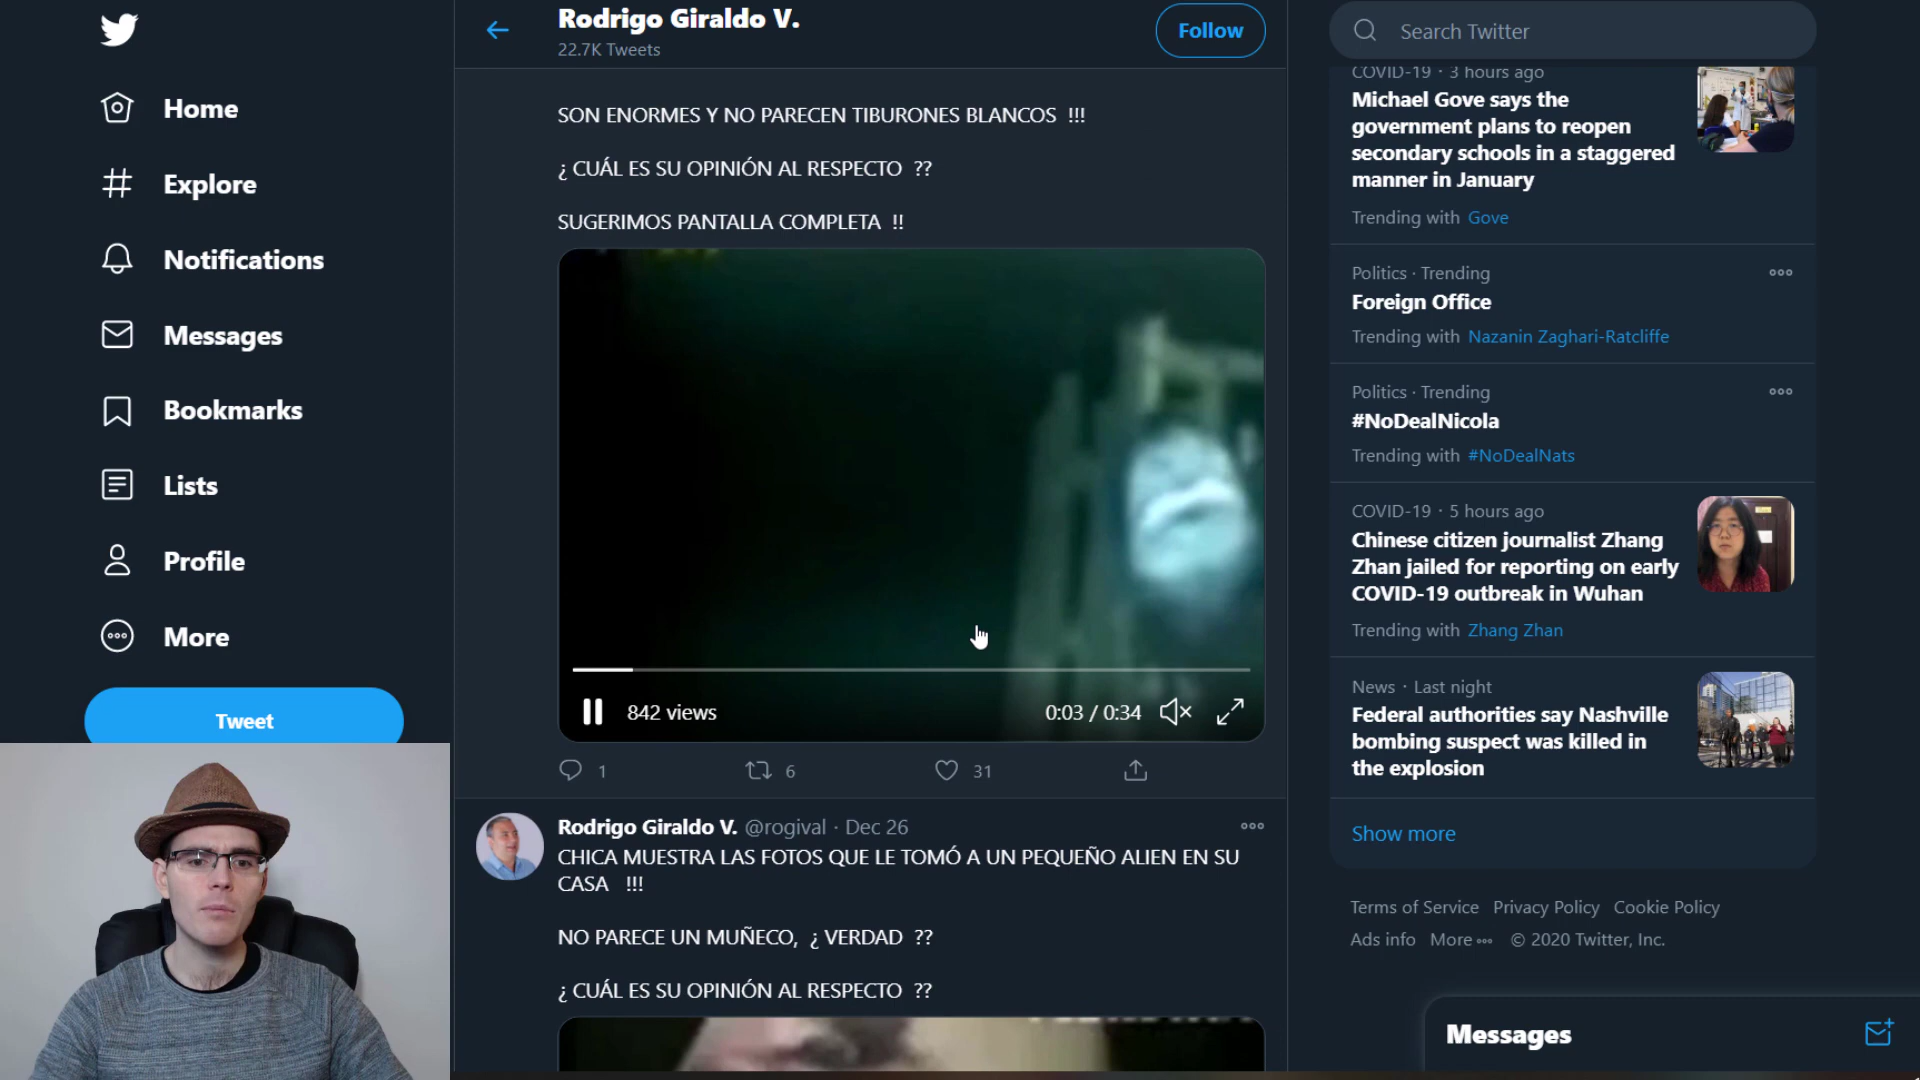 Home
Explore
Notifications
Messages
Bookmarks
Lists
Profile
More
Tweet
Rodrigo Giraldo V.
22.7K Tweets
Follow
SON ENORMES Y NO PARECEN TIBURONES BLANCOS !!!
¿ CUÁL ES SU OPINIÓN AL RESPECTO ??
SUGERIMOS PANTALLA COMPLETA !!
842 views
0:03 / 0:34
1
6
31
Rodrigo Giraldo V. @rogival · Dec 26
CHICA MUESTRA LAS FOTOS QUE LE TOMÓ A UN PEQUEÑO ALIEN EN SU
CASA !!!
NO PARECE UN MUÑECO, ¿ VERDAD ??
¿ CUÁL ES SU OPINIÓN AL RESPECTO ??
Search Twitter
COVID-19 · 3 hours ago
Michael Gove says the
government plans to reopen
secondary schools in a staggered
manner in January
Trending with Gove
Politics · Trending
Foreign Office
Trending with Nazanin Zaghari-Ratcliffe
Politics · Trending
#NoDealNicola
Trending with #NoDealNats
COVID-19 · 5 hours ago
Chinese citizen journalist Zhang
Zhan jailed for reporting on early
COVID-19 outbreak in Wuhan
Trending with Zhang Zhan
News · Last night
Federal authorities say Nashville
bombing suspect was killed in
the explosion
Show more
Terms of Service Privacy Policy Cookie Policy
Ads info More © 2020 Twitter, Inc.
Messages